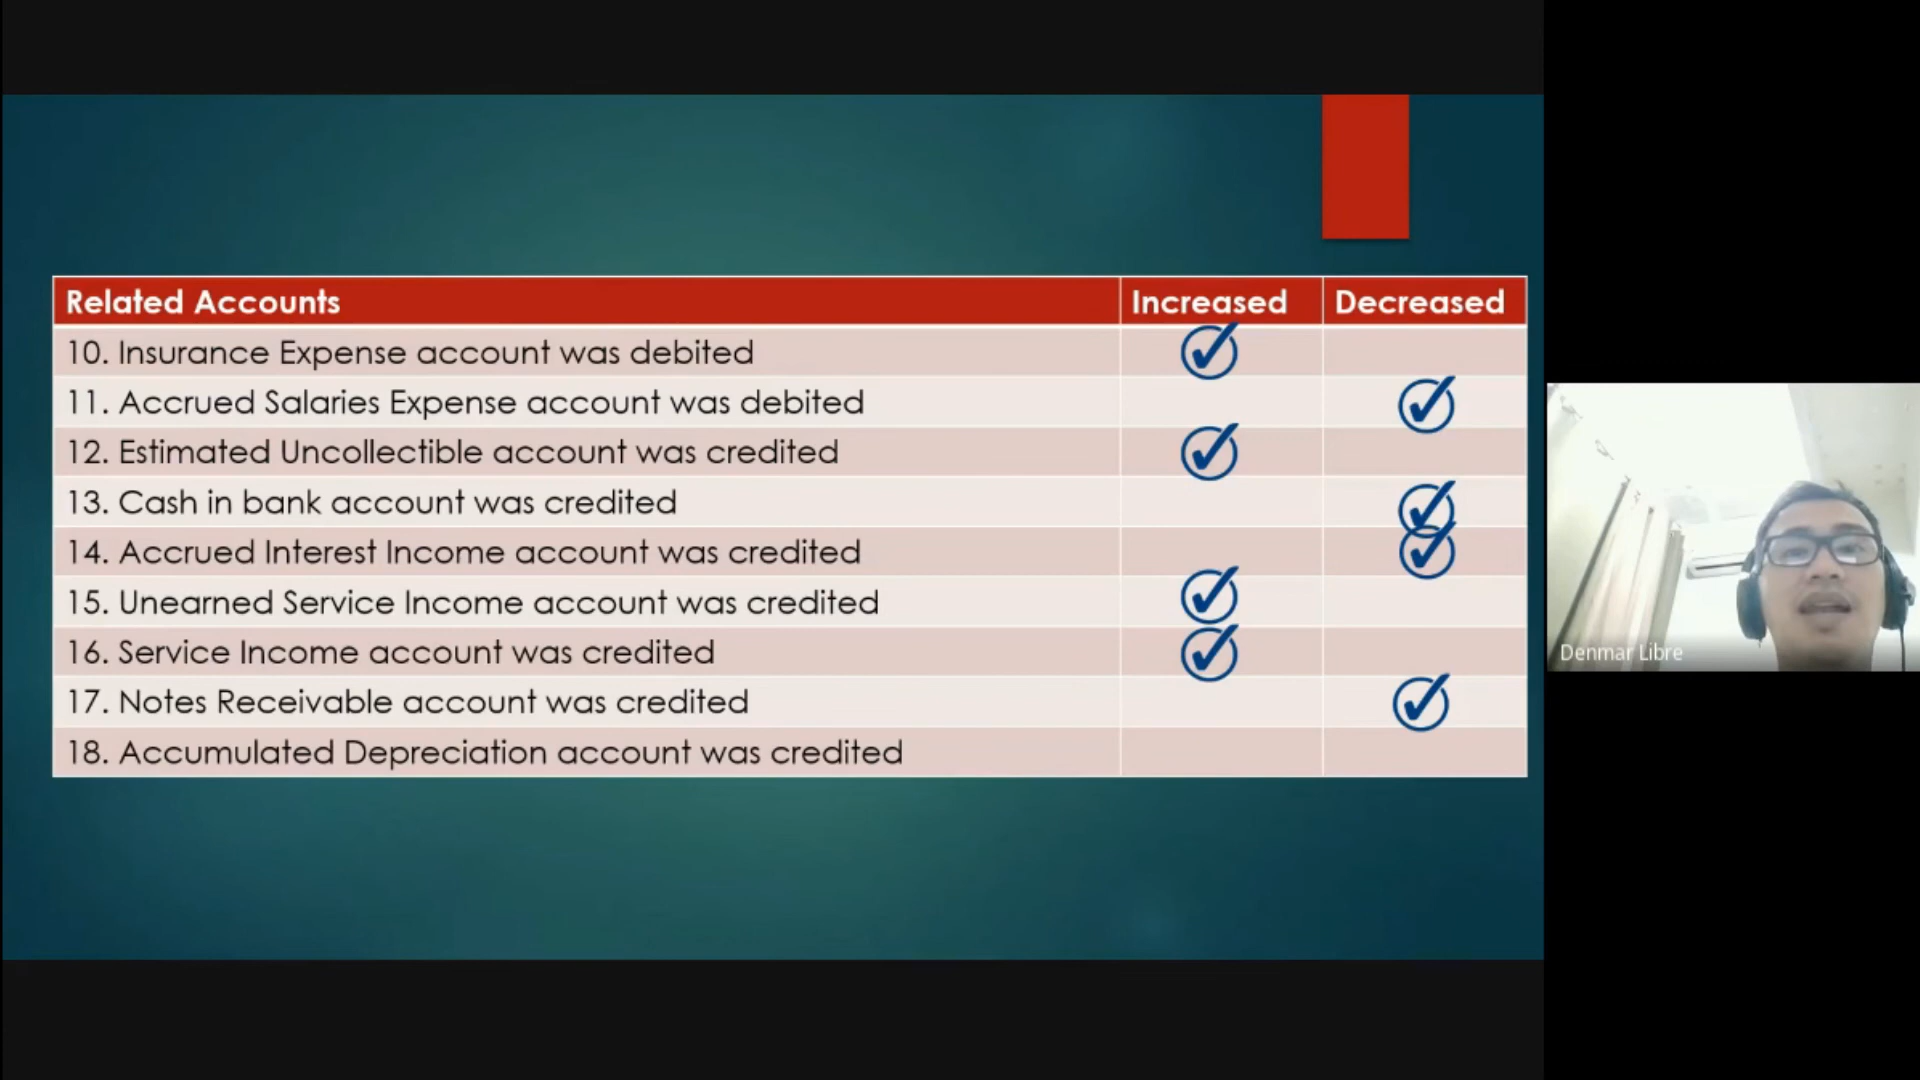 Related Accounts Increased Decreased
10. Insurance Expense account was debited
11. Accrued Salaries Expense account was debited
12. Estimated Uncollectible account was credited
13. Cash in bank account was credited
14. Accrued Interest Income account was credited
15. Unearned Service Income account was credited
16. Service Income account was credited
17. Notes Receivable account was credited
18. Accumulated Depreciation account was credited
Denmar Libre